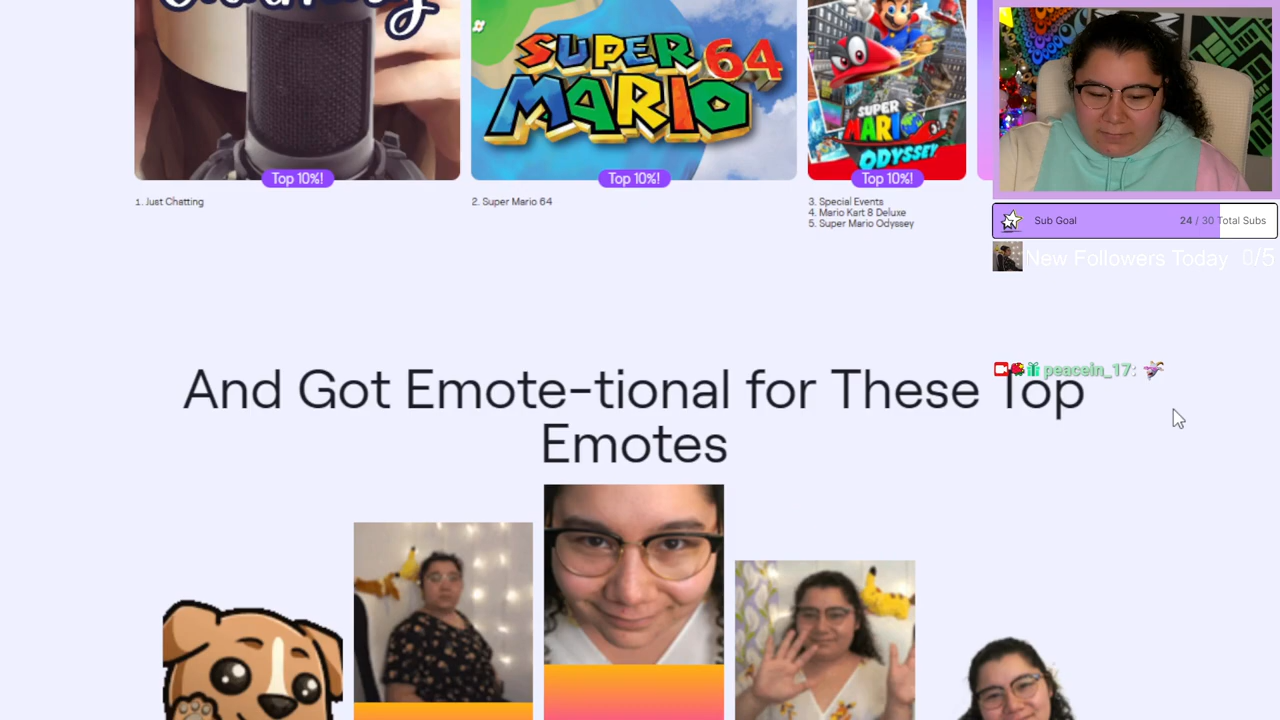 SUPER
MARIO 64
SUPER
MARIO
ODYSSEY
Top 10%!
Top 10%!
Top 10%!
1. Just Chatting
2. Super Mario 64
3. Special Events
4. Mario Kart 8 Deluxe
5. Super Mario Odyssey
Sub Goal
24 / 30 Total Subs
New Followers Today 0/5
peacein_17:
And Got Emote-tional for These Top
Emotes